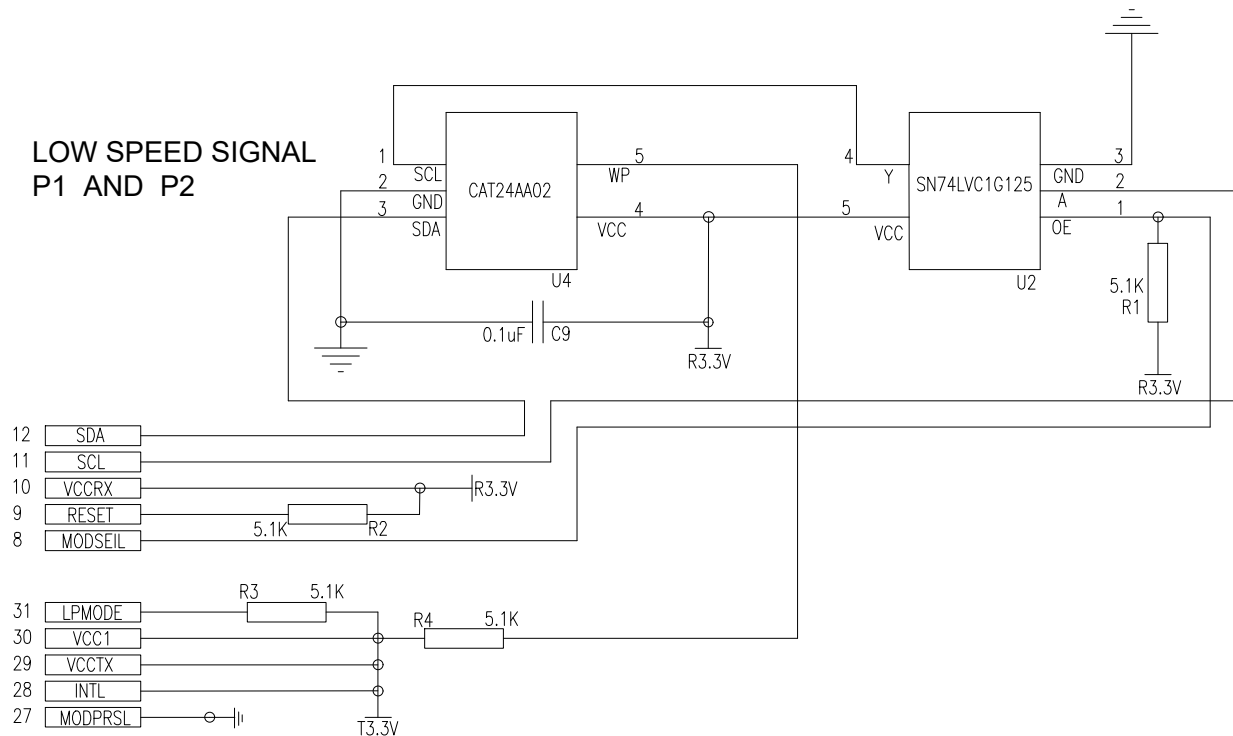 LOW SPEED SIGNAL
P1 AND P2
1 SCL
2 GND
3 SDA
CAT24AA02
5 WP
4 VCC
U4
4 Y
5 VCC
SN74LVC1G125
3 GND
2 A
1 OE
U2
5.1K
R1
R3.3V
0.1uF C9
R3.3V
12 SDA
11 SCL
10 VCCRX
R3.3V
9 RESET
5.1K R2
8 MODSEIL
R3 5.1K
31 LPMODE
R4 5.1K
30 VCC1
29 VCCTX
28 INTL
27 MODPRSL
T3.3V